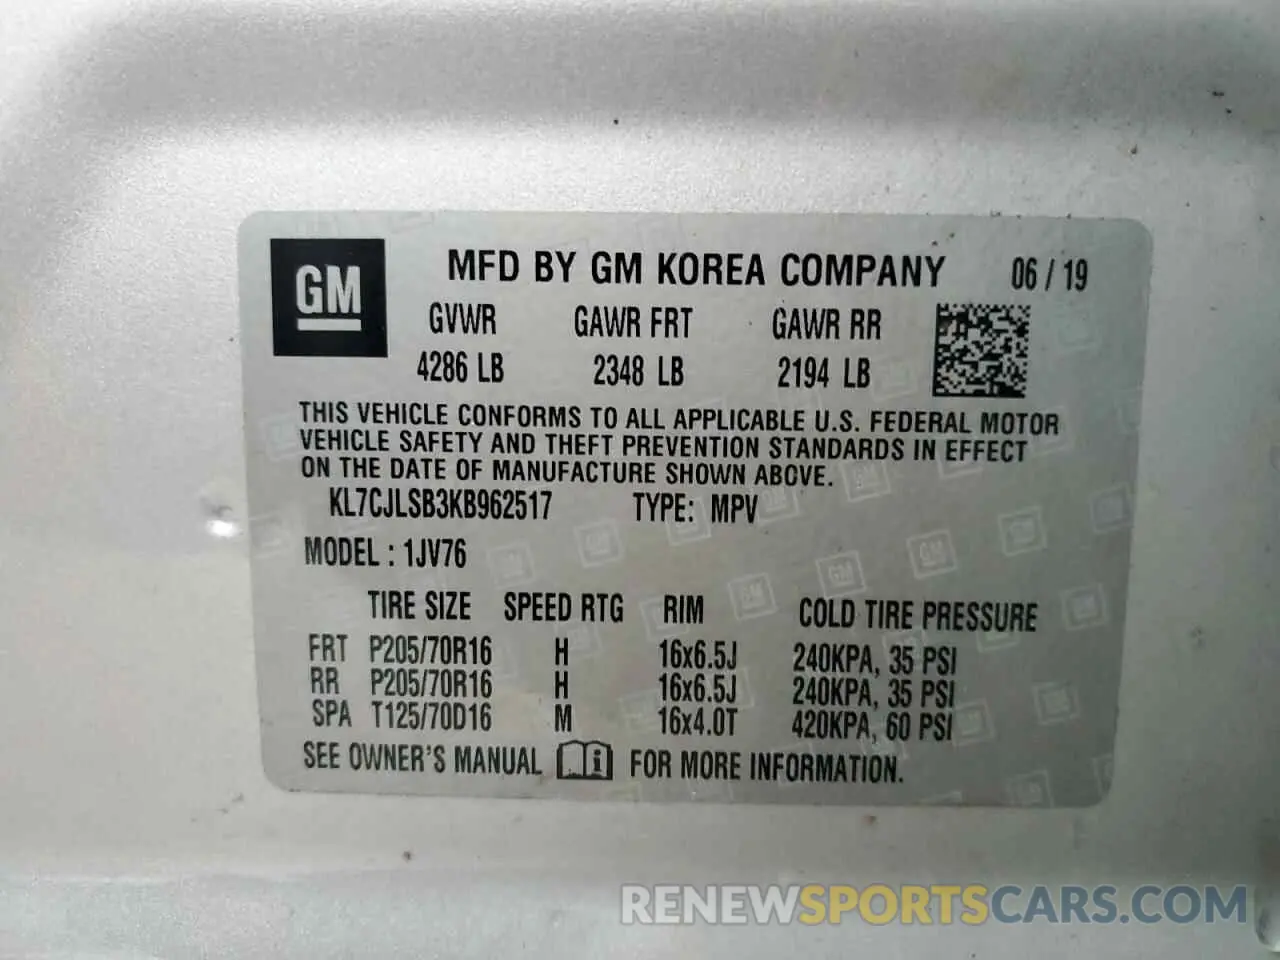 GM MFD BY GM KOREA COMPANY 06 / 19
GVWR GAWR FRT GAWR RR
4286 LB 2348 LB 2194 LB
THIS VEHICLE CONFORMS TO ALL APPLICABLE U.S. FEDERAL MOTOR
VEHICLE SAFETY AND THEFT PREVENTION STANDARDS IN EFFECT
ON THE DATE OF MANUFACTURE SHOWN ABOVE.
KL7CJLSB3KB962517 TYPE: MPV
MODEL : 1JV76
TIRE SIZE SPEED RTG RIM COLD TIRE PRESSURE
FRT P205/70R16 H 16x6.5J 240KPA, 35 PSI
RR P205/70R16 H 16x6.5J 240KPA, 35 PSI
SPA T125/70D16 M 16x4.0T 420KPA, 60 PSI
SEE OWNER'S MANUAL i FOR MORE INFORMATION.
RENEWSPORTSCARS.COM